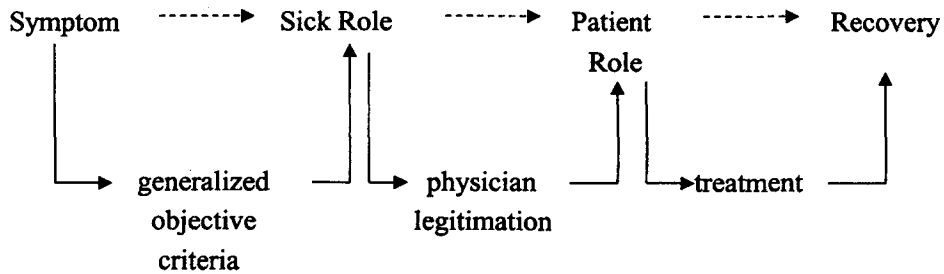 Symptom Sick Role Patient Recovery
Role
generalized physician treatment
objective legitimation
criteria